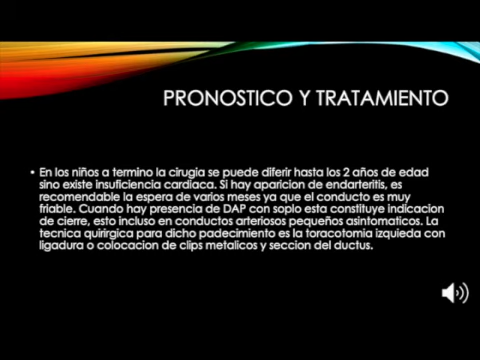 PRONOSTICO Y TRATAMIENTO
• En los niños a termino la cirugia se puede diferir hasta los 2 años de edad
sino existe insuficiencia cardiaca. Si hay aparicion de endarteritis, es
recomendable la espera de varios meses ya que el conducto es muy
friable. Cuando hay presencia de DAP con soplo esta constituye indicacion
de cierre, esto incluso en conductos arteriosos pequeños asintomaticos. La
tecnica quirirgica para dicho padecimiento es la toracotomia izquieda con
ligadura o colocacion de clips metalicos y seccion del ductus.